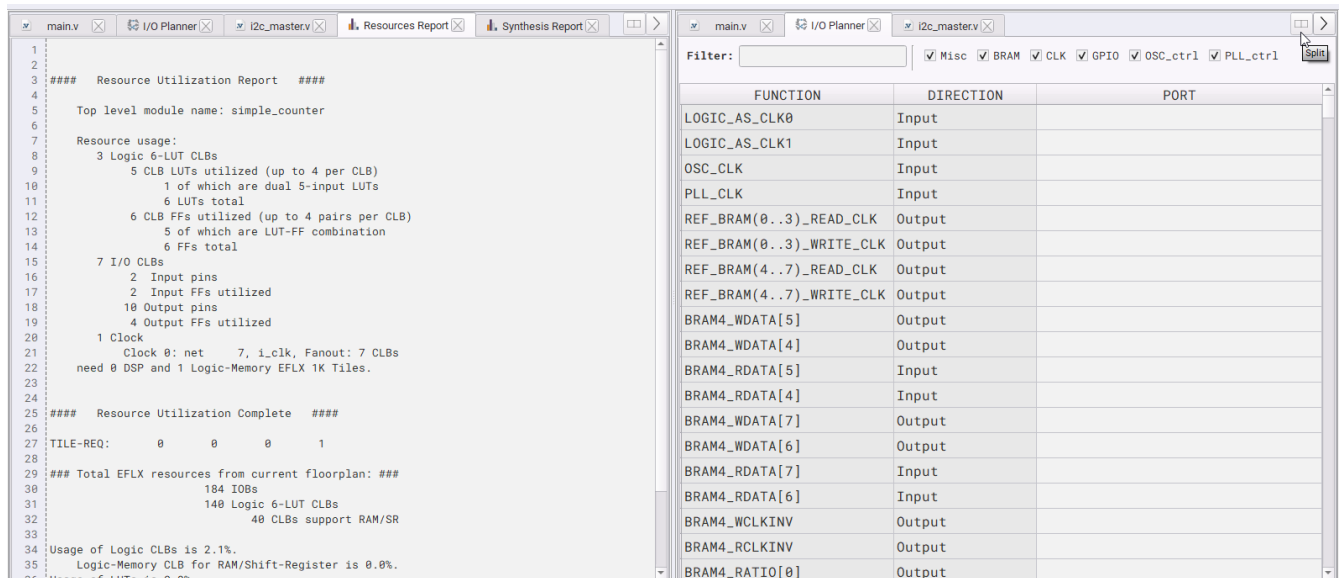 main.v I/O Planner i2c_master.v Resources Report Synthesis Report
1
2
3 #### Resource Utilization Report ####
4
5 Top level module name: simple_counter
6
7 Resource usage:
8 3 Logic 6-LUT CLBs
9 5 CLB LUTs utilized (up to 4 per CLB)
10 1 of which are dual 5-input LUTs
11 6 LUTs total
12 6 CLB FFs utilized (up to 4 pairs per CLB)
13 5 of which are LUT-FF combination
14 6 FFs total
15 7 I/O CLBs
16 2 Input pins
17 2 Input FFs utilized
18 10 Output pins
19 4 Output FFs utilized
20 1 Clock
21 Clock 0: net 7, i_clk, Fanout: 7 CLBs
22 need 0 DSP and 1 Logic-Memory EFLX 1K Tiles.
23
24
25 #### Resource Utilization Complete ####
26
27 TILE-REQ: 0 0 0 1
28
29 ### Total EFLX resources from current floorplan: ###
30 184 IOBs
31 140 Logic 6-LUT CLBs
32 40 CLBs support RAM/SR
33
34 Usage of Logic CLBs is 2.1%.
35 Logic-Memory CLB for RAM/Shift-Register is 0.0%.
main.v I/O Planner i2c_master.v
Split
Filter: Misc BRAM CLK GPIO OSC_ctrl PLL_ctrl
FUNCTION DIRECTION PORT
LOGIC_AS_CLK0 Input
LOGIC_AS_CLK1 Input
OSC_CLK Input
PLL_CLK Input
REF_BRAM(0..3)_READ_CLK Output
REF_BRAM(0..3)_WRITE_CLK Output
REF_BRAM(4..7)_READ_CLK Output
REF_BRAM(4..7)_WRITE_CLK Output
BRAM4_WDATA[5] Output
BRAM4_WDATA[4] Output
BRAM4_RDATA[5] Input
BRAM4_RDATA[4] Input
BRAM4_WDATA[7] Output
BRAM4_WDATA[6] Output
BRAM4_RDATA[7] Input
BRAM4_RDATA[6] Input
BRAM4_WCLKINV Output
BRAM4_RCLKINV Output
BRAM4_RATIO[0] Output